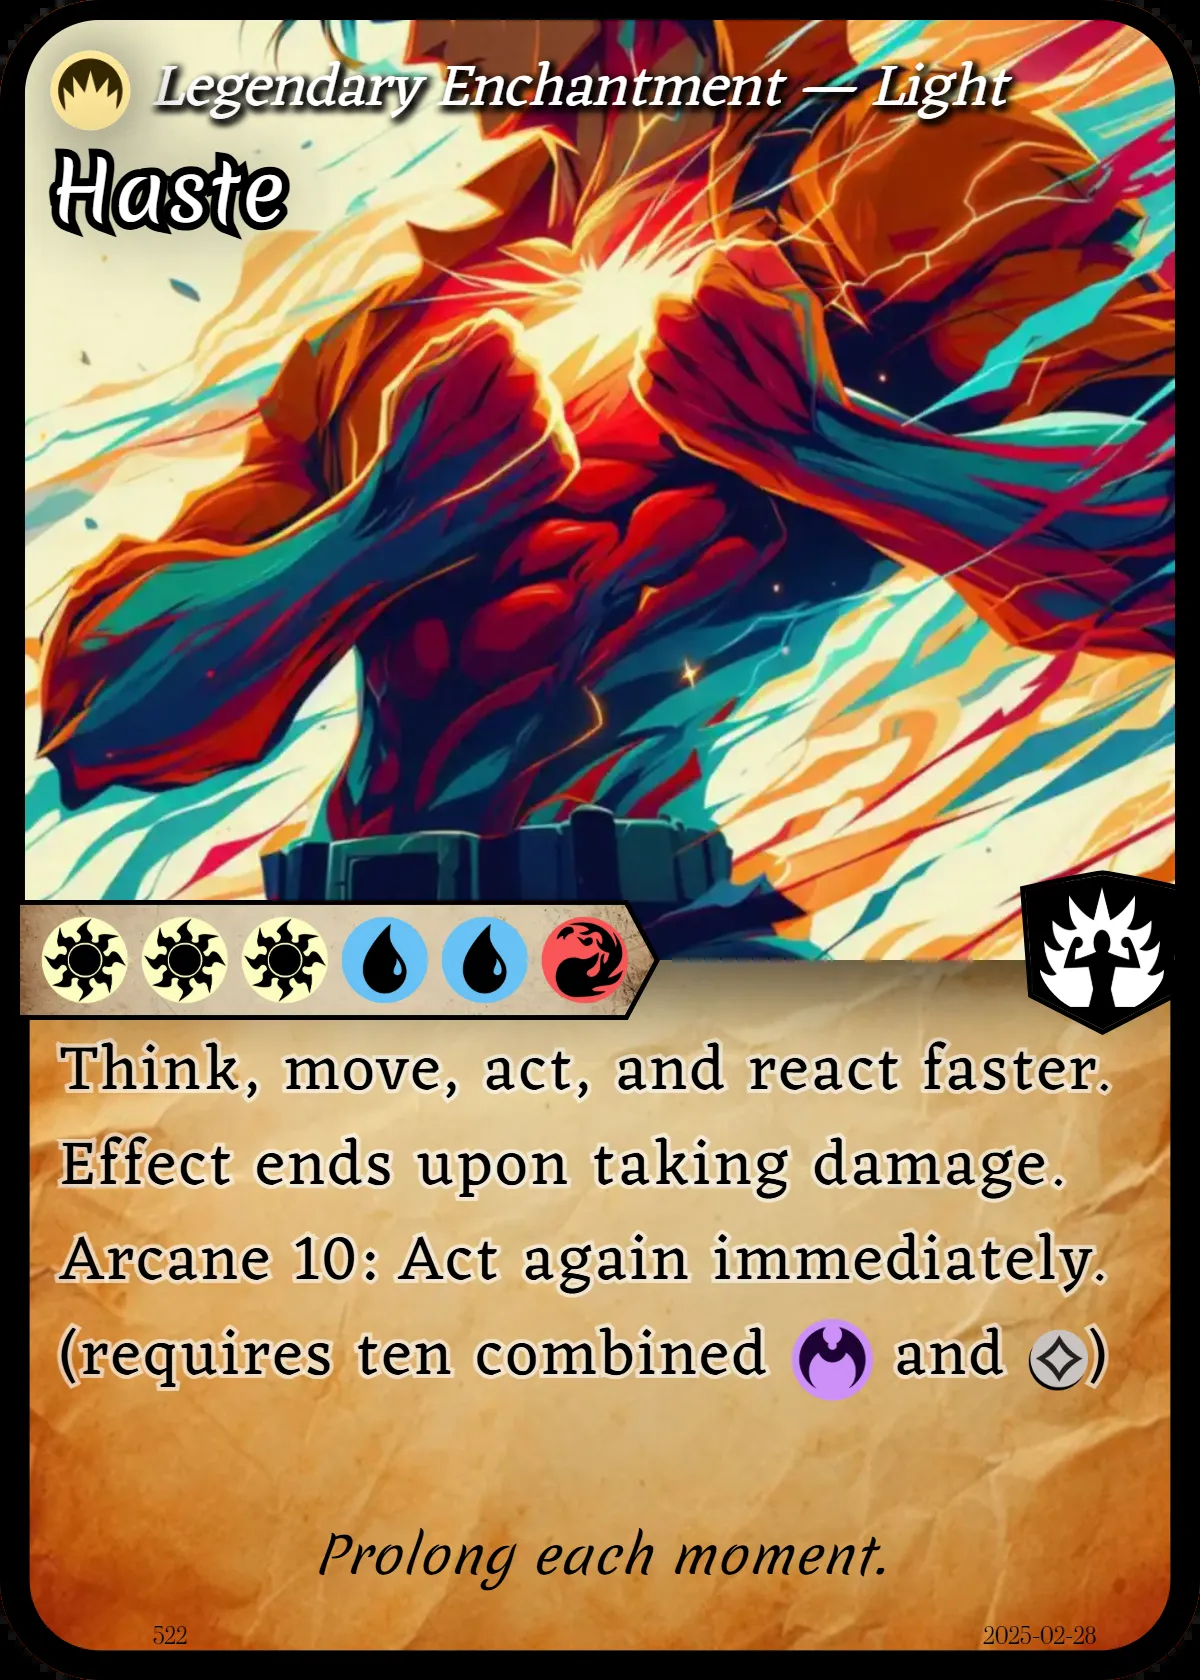 Legendary Enchantment — Light
Haste
Think, move, act, and react faster.
Effect ends upon taking damage.
Arcane 10: Act again immediately.
(requires ten combined and )
Prolong each moment.
522
2025-02-28